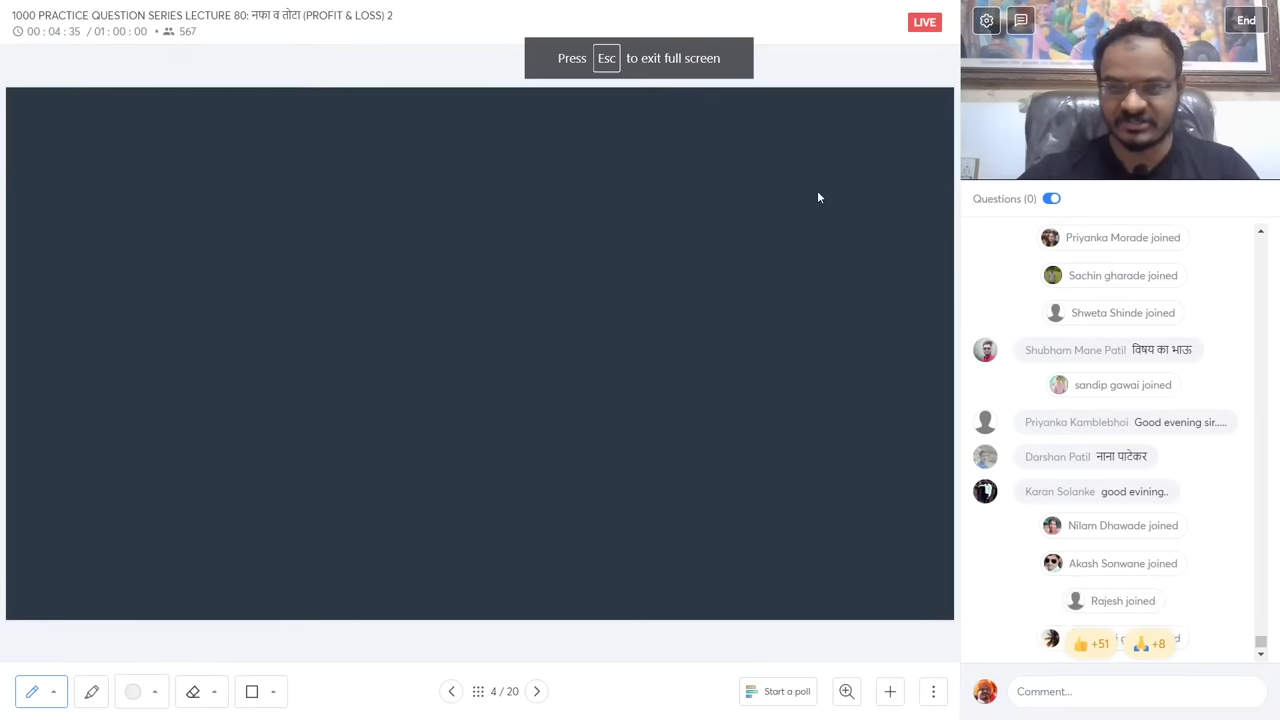 1000 PRACTICE QUESTION SERIES LECTURE 80: नफा व तोटा (PROFIT & LOSS) 2
00 : 04 : 35 / 01 : 00 : 00 • 567
LIVE
Press Esc to exit full screen
End
Questions (0)
Priyanka Morade joined
Sachin gharade joined
Shweta Shinde joined
Shubham Mane Patil विषय का भाऊ
sandip gawai joined
Priyanka Kamblebhoi Good evening sir.....
Darshan Patil नाना पाटेकर
Karan Solanke good evining..
Nilam Dhawade joined
Akash Sonwane joined
Rajesh joined
+51 +8
4 / 20
Start a poll
Comment...